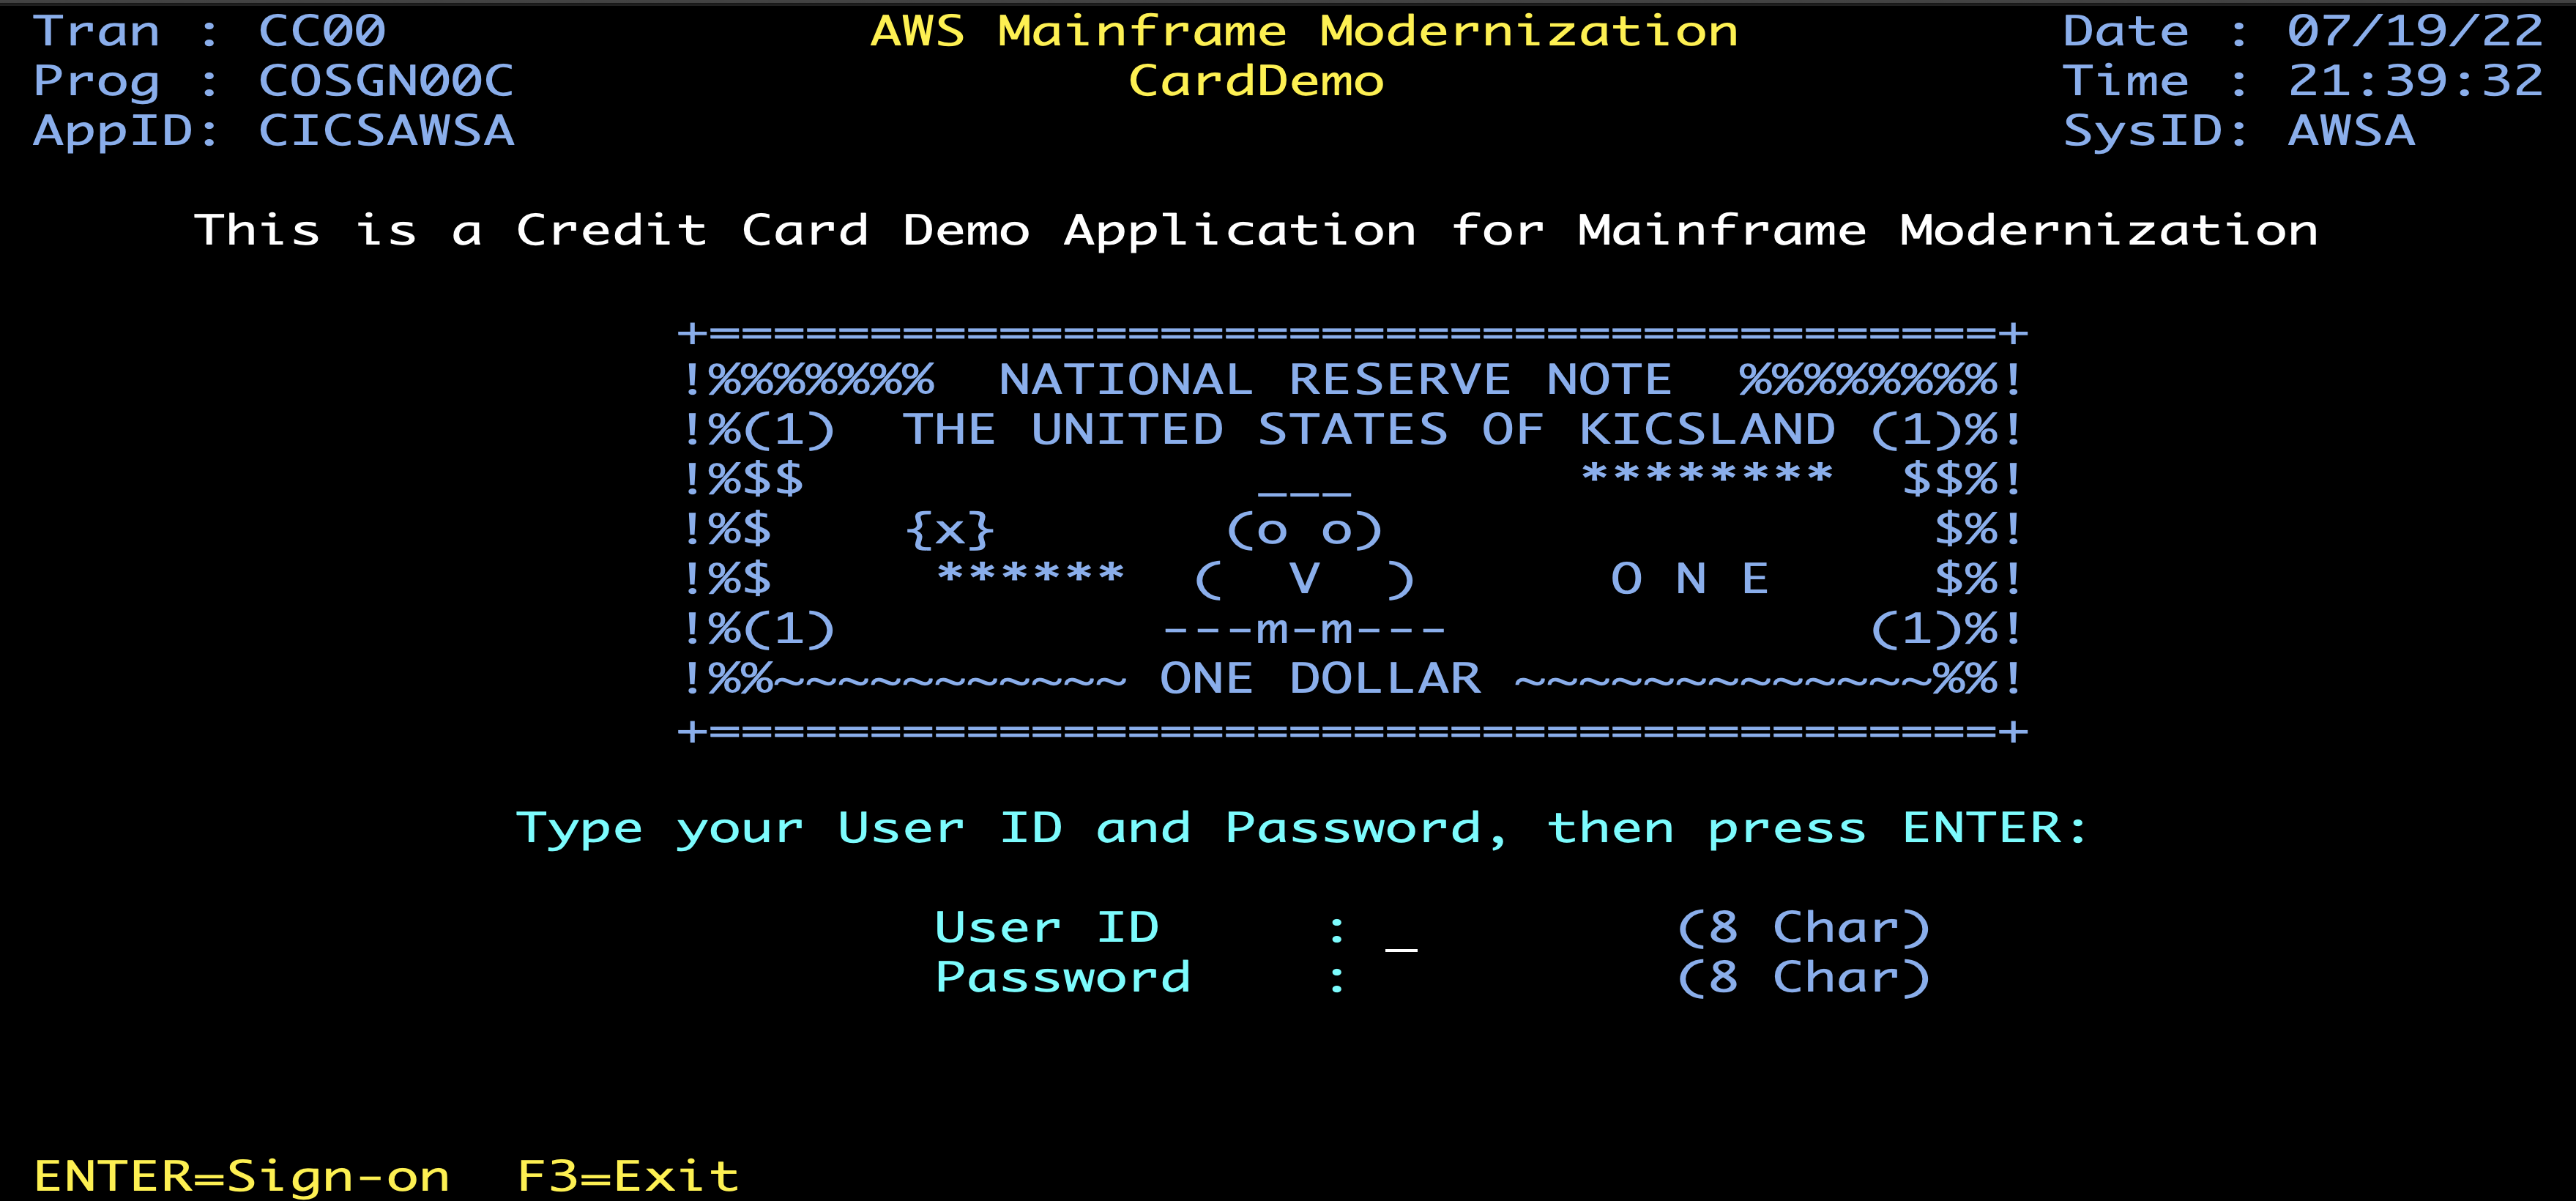 Tran : CC00 AWS Mainframe Modernization Date : 07/19/22
Prog : COSGN00C CardDemo Time : 21:39:32
AppID: CICSAWSA SysID: AWSA
This is a Credit Card Demo Application for Mainframe Modernization
+========================================+
!%%%%%%%  NATIONAL RESERVE NOTE  %%%%%%%%!
!%(1)  THE UNITED STATES OF KICSLAND (1)%!
!%$$              ___       ********  $$%!
!%$    {x}       (o o)                 $%!
!%$     ******  (  V  )      O N E     $%!
!%(1)          ---m-m---             (1)%!
!%%~~~~~~~~~~~ ONE DOLLAR ~~~~~~~~~~~~~%%!
+========================================+
Type your User ID and Password, then press ENTER:
User ID     : _       (8 Char)
Password    :         (8 Char)
ENTER=Sign-on  F3=Exit